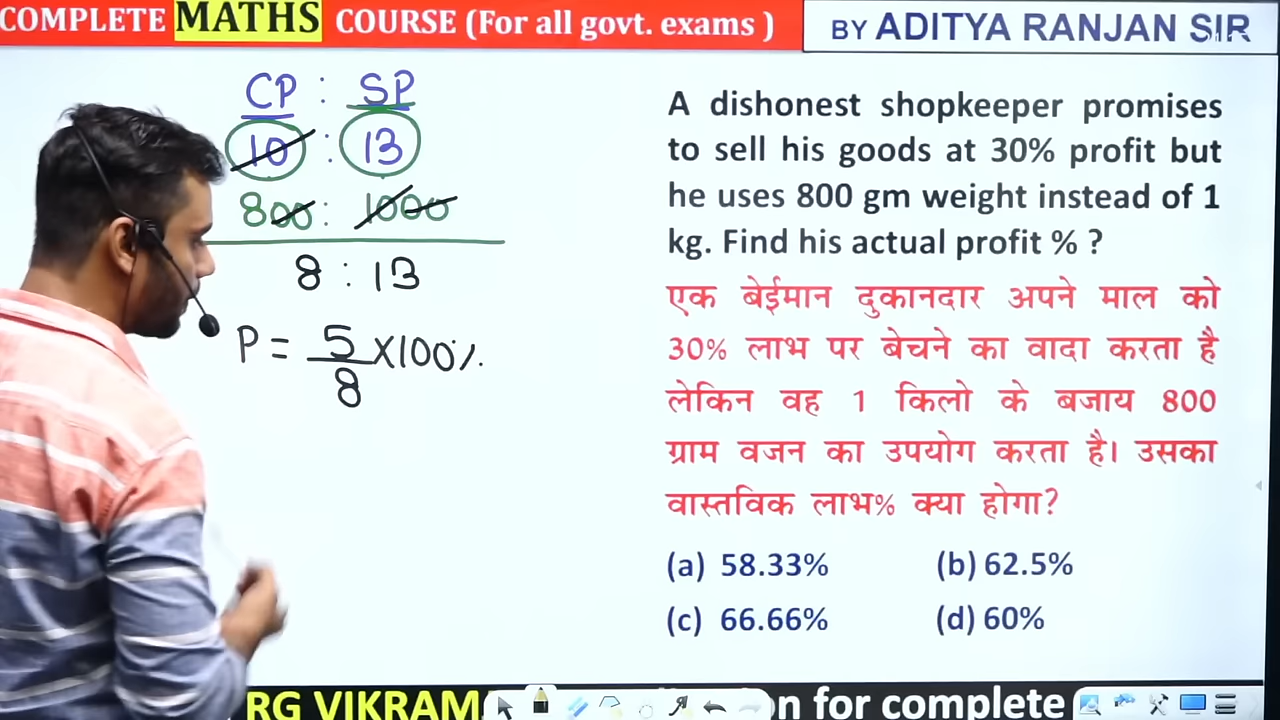 COMPLETE MATHS COURSE (For all govt. exams )
BY ADITYA RANJAN SIR
CP : SP
10 : 13
800 : 1000
8 : 13
P = 5/8 X100%
A dishonest shopkeeper promises
to sell his goods at 30% profit but
he uses 800 gm weight instead of 1
kg. Find his actual profit % ?
एक बेईमान दुकानदार अपने माल को
30% लाभ पर बेचने का वादा करता है
लेकिन वह 1 किलो के बजाय 800
ग्राम वजन का उपयोग करता है। उसका
वास्तविक लाभ% क्या होगा?
(a) 58.33% (b) 62.5%
(c) 66.66% (d) 60%
RG VIKRAM
for complete